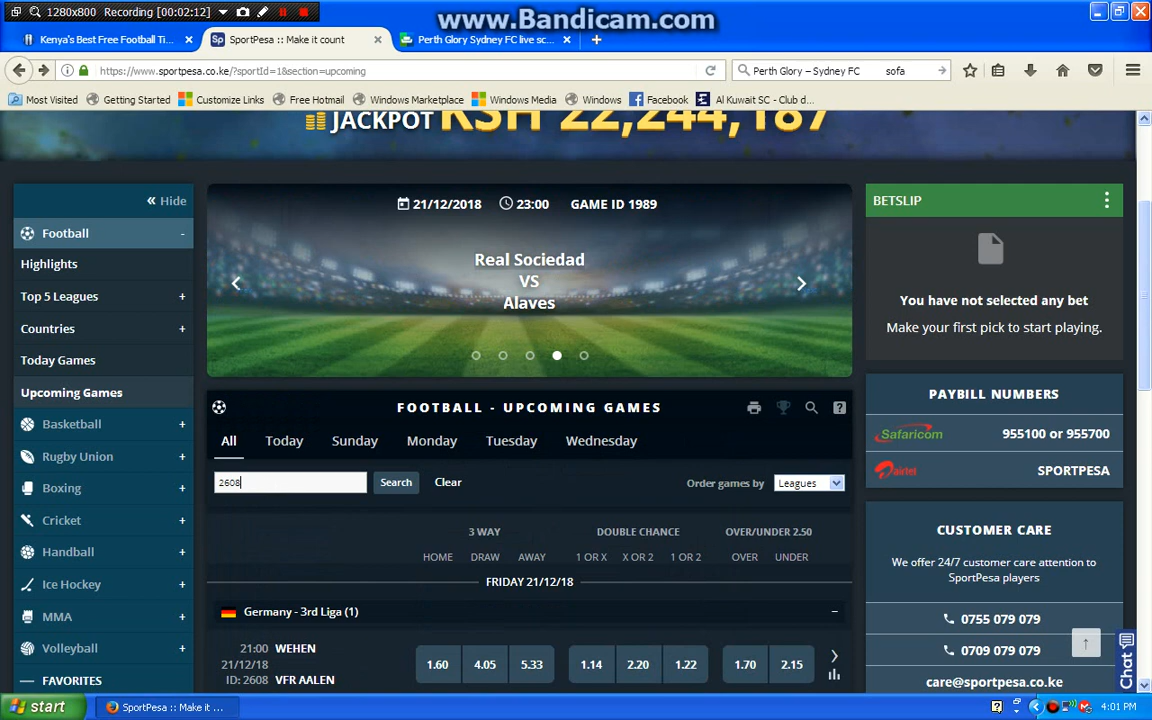 1280x800 Recording [00:02:12]
www.Bandicam.com
Kenya's Best Free Football Ti...
SportPesa :: Make it count
Perth Glory Sydney FC live sc...
https://www.sportpesa.co.ke/?sportId=1&section=upcoming
Perth Glory – Sydney FC sofa
Most Visited Getting Started Customize Links Free Hotmail Windows Marketplace Windows Media Windows Facebook Al Kuwait SC - Club d...
JACKPOT KSH 22,244,187
Hide
Football -
Highlights
Top 5 Leagues +
Countries +
Today Games
Upcoming Games
Basketball +
Rugby Union +
Boxing +
Cricket +
Handball +
Ice Hockey +
MMA +
Volleyball +
FAVORITES
21/12/2018 23:00 GAME ID 1989
Real Sociedad
VS
Alaves
FOOTBALL - UPCOMING GAMES
All Today Sunday Monday Tuesday Wednesday
2608 Search Clear Order games by Leagues
3 WAY DOUBLE CHANCE OVER/UNDER 2.50
HOME DRAW AWAY 1 OR X X OR 2 1 OR 2 OVER UNDER
FRIDAY 21/12/18
Germany - 3rd Liga (1) −
21:00 WEHEN
21/12/18
ID: 2608 VFR AALEN
1.60 4.05 5.33 1.14 2.20 1.22 1.70 2.15
BETSLIP
You have not selected any bet
Make your first pick to start playing.
PAYBILL NUMBERS
Safaricom 955100 or 955700
airtel SPORTPESA
CUSTOMER CARE
We offer 24/7 customer care attention to
SportPesa players
0755 079 079
0709 079 079
care@sportpesa.co.ke
Chat
start
SportPesa :: Make it ...
4:01 PM